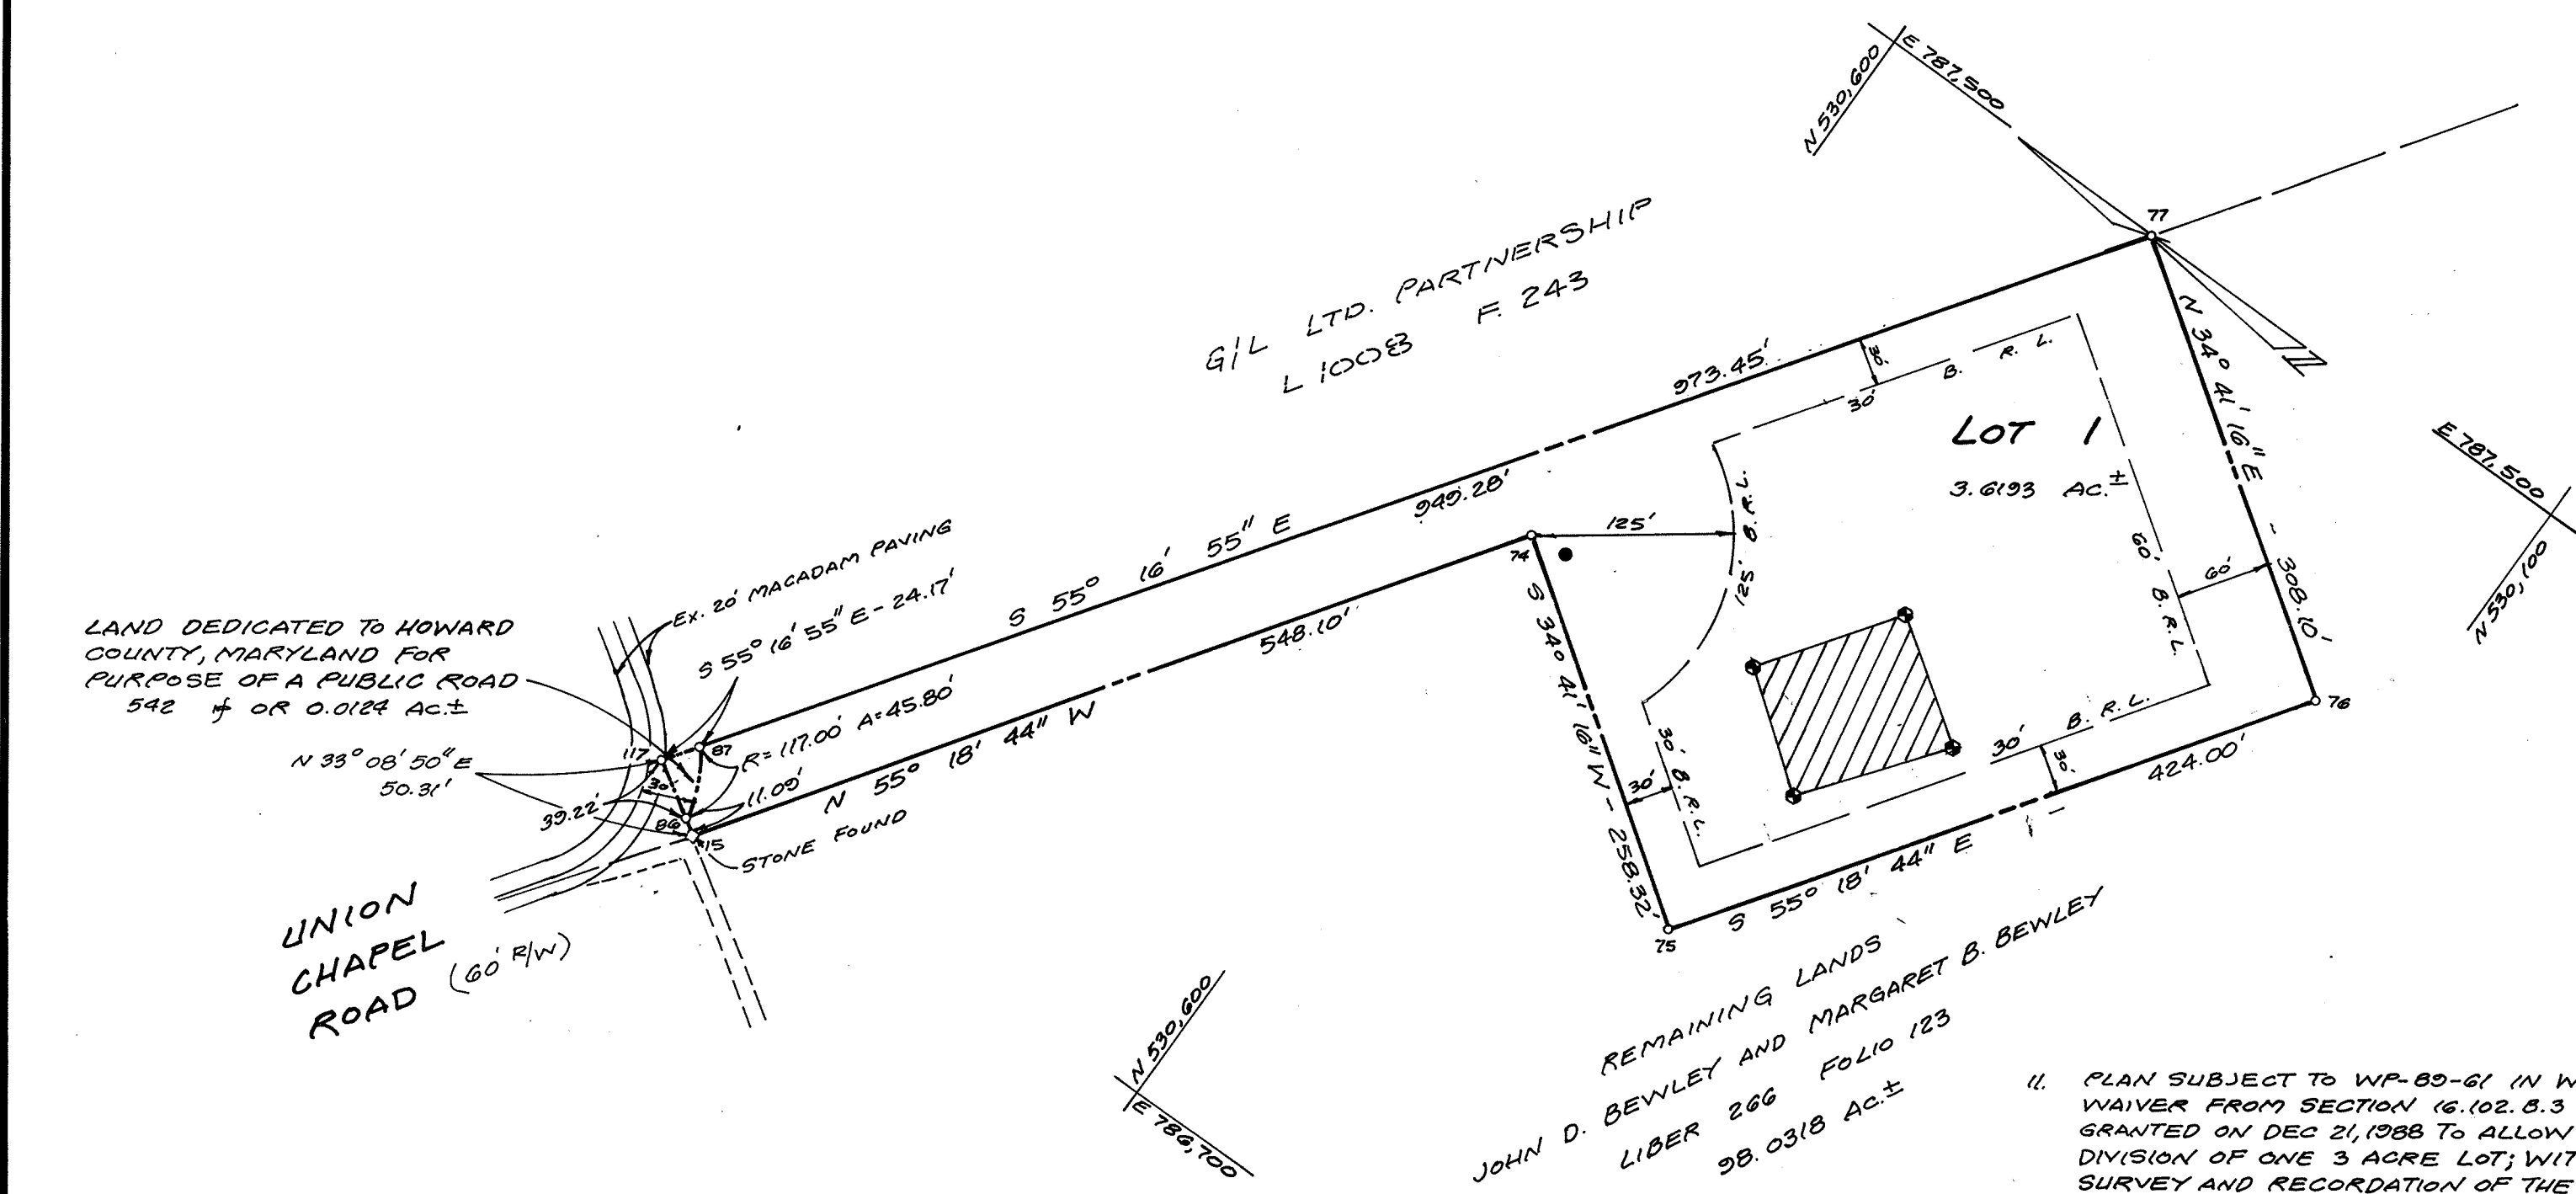 N 530,600
E 787,500
77
GIL LTD. PARTNERSHIP
L 1008 F. 243
973.45'
30'
30' B. R. L.
LOT 1
3.6193 AC.±
N 34° 41' 16" E - 308.10'
E 787,500
N 530,100
949.28'
S 55° 16' 55" E
125'
125' B.R.L.
74
60' B.R.L.
60'
EX. 20' MACADAM PAVING
S 55° 16' 55" E - 24.17'
LAND DEDICATED TO HOWARD
COUNTY, MARYLAND FOR
PURPOSE OF A PUBLIC ROAD
542 OR 0.0124 AC.±
548.10'
N 55° 18' 44" W
S 34° 41' 16" W - 258.32'
117
87
R=117.00' A=45.80'
N 33° 08' 50" E
50.31'
30'
11.09'
39.22'
86
15
STONE FOUND
30'
30' B.R.L.
30' B.R.L.
30'
76
424.00'
S 55° 18' 44" E
75
UNION
CHAPEL
ROAD (60' R/W)
REMAINING LANDS
JOHN D. BEWLEY AND MARGARET B. BEWLEY
LIBER 266 FOLIO 123
98.0318 AC.±
N 530,600
E 786,700
11. PLAN SUBJECT TO WP-89-61 IN W
WAIVER FROM SECTION 16.102.B.3
GRANTED ON DEC 21, 1988 TO ALLOW
DIVISION OF ONE 3 ACRE LOT; WIT
SURVEY AND RECORDATION OF THE